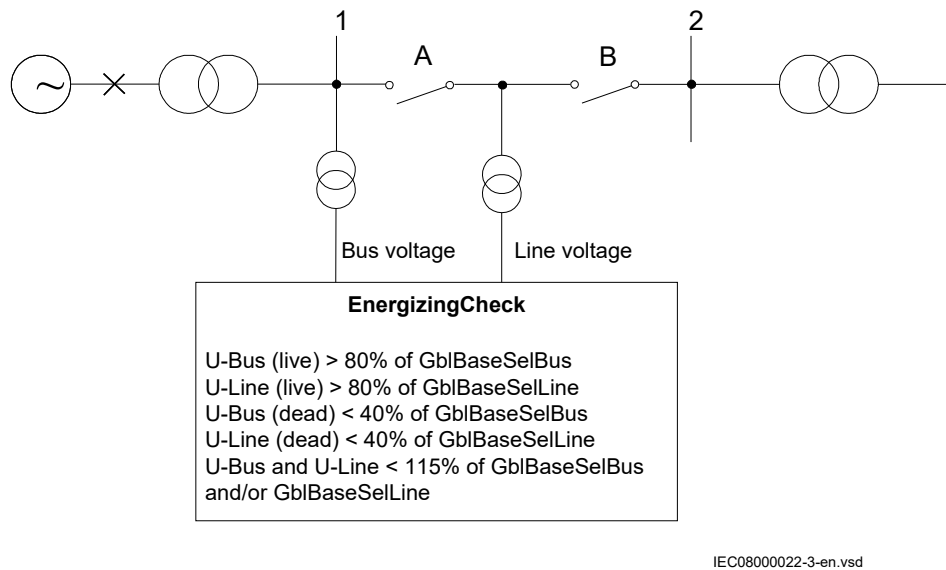 1
2
A
B
~
Bus voltage
Line voltage
EnergizingCheck
U-Bus (live) > 80% of GblBaseSelBus
U-Line (live) > 80% of GblBaseSelLine
U-Bus (dead) < 40% of GblBaseSelBus
U-Line (dead) < 40% of GblBaseSelLine
U-Bus and U-Line < 115% of GblBaseSelBus
and/or GblBaseSelLine
IEC08000022-3-en.vsd